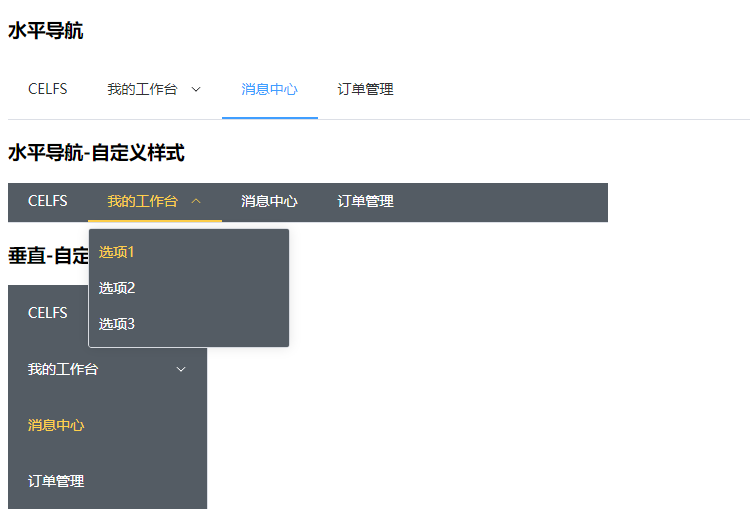 水平导航
CELFS 我的工作台 消息中心 订单管理
水平导航-自定义样式
CELFS 我的工作台 消息中心 订单管理
垂直-自定
选项1
选项2
选项3
CELFS
我的工作台
消息中心
订单管理